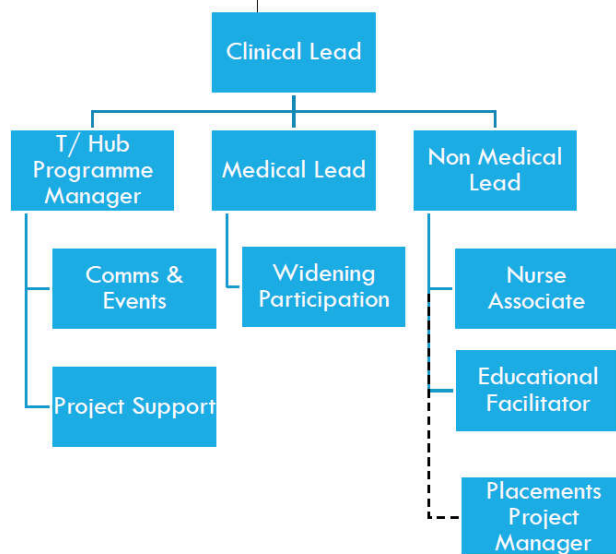 Clinical Lead
T/ Hub
Programme
Manager
Medical Lead
Non Medical
Lead
Comms &
Events
Widening
Participation
Nurse
Associate
Project Support
Educational
Facilitator
Placements
Project
Manager